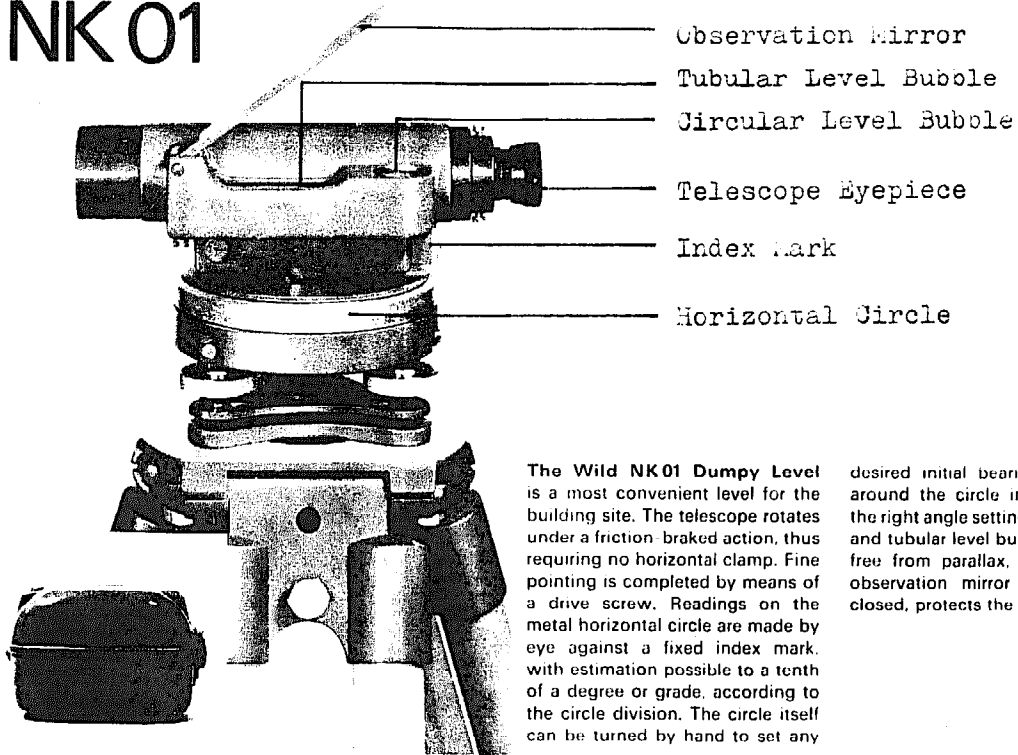 NK 01
Observation Mirror
Tubular Level Bubble
Circular Level Bubble
Telescope Eyepiece
Index Mark
Horizontal Circle
The Wild NK01 Dumpy Level
is a most convenient level for the
building site. The telescope rotates
under a friction-braked action, thus
requiring no horizontal clamp. Fine
pointing is completed by means of
a drive screw. Readings on the
metal horizontal circle are made by
eye against a fixed index mark,
with estimation possible to a tenth
of a degree or grade, according to
the circle division. The circle itself
can be turned by hand to set any
desired initial
around the circle
the right angle
and tubular level
free from parallax,
observation mirror
closed, protects the